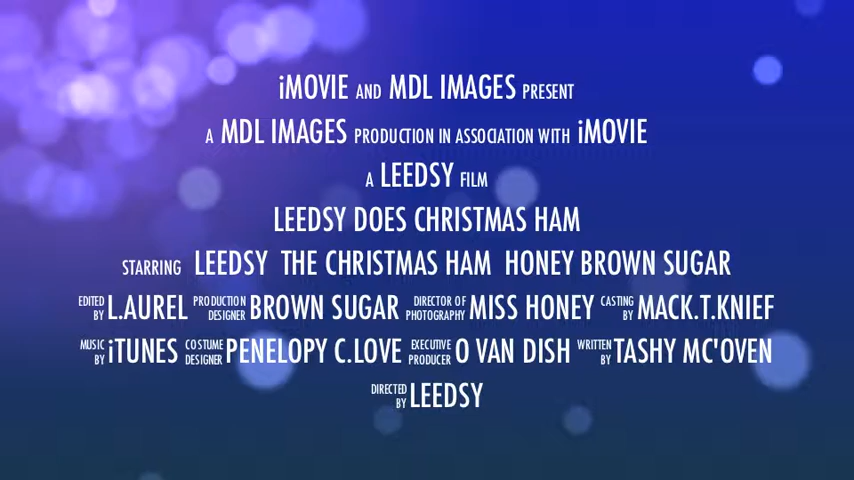 iMOVIE AND MDL IMAGES PRESENT
A MDL IMAGES PRODUCTION IN ASSOCIATION WITH iMOVIE
A LEEDSY FILM
LEEDSY DOES CHRISTMAS HAM
STARRING LEEDSY THE CHRISTMAS HAM HONEY BROWN SUGAR
EDITED BY L.AUREL PRODUCTION DESIGNER BROWN SUGAR DIRECTOR OF PHOTOGRAPHY MISS HONEY CASTING BY MACK.T.KNIEF
MUSIC BY iTUNES COSTUME DESIGNER PENELOPY C.LOVE EXECUTIVE PRODUCER O VAN DISH WRITTEN BY TASHY MC'OVEN
DIRECTED BY LEEDSY